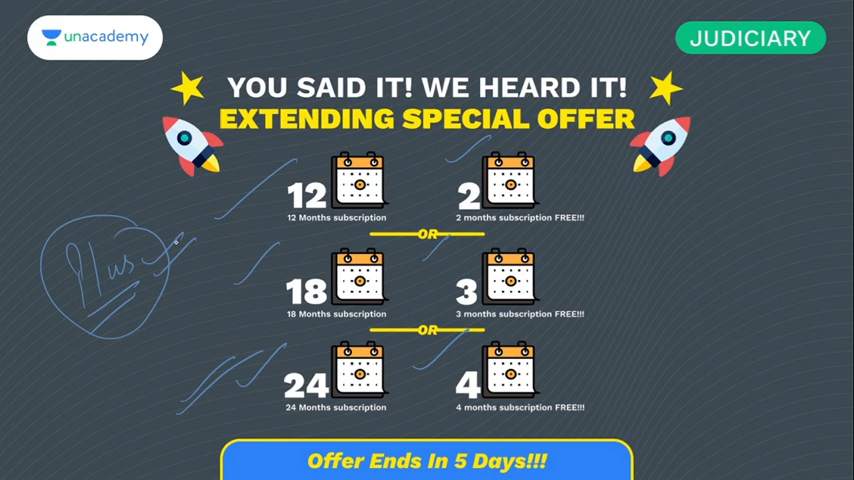 unacademy
JUDICIARY
YOU SAID IT! WE HEARD IT!
EXTENDING SPECIAL OFFER
12
2
12 Months subscription
2 months subscription FREE!!!
OR
Plus
18
3
18 Months subscription
3 months subscription FREE!!!
OR
24
4
24 Months subscription
4 months subscription FREE!!!
Offer Ends In 5 Days!!!